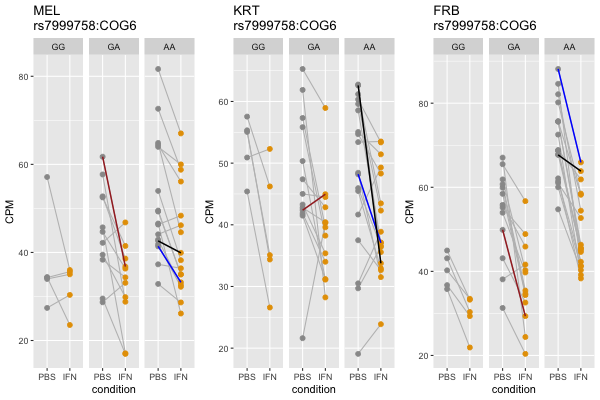 MEL
rs7999758:COG6
GG GA AA
CPM
80
60
40
20
PBS IFN PBS IFN PBS IFN
condition
KRT
rs7999758:COG6
GG GA AA
CPM
60
50
40
30
20
PBS IFN PBS IFN PBS IFN
condition
FRB
rs7999758:COG6
GG GA AA
CPM
80
60
40
20
PBS IFN PBS IFN PBS IFN
condition